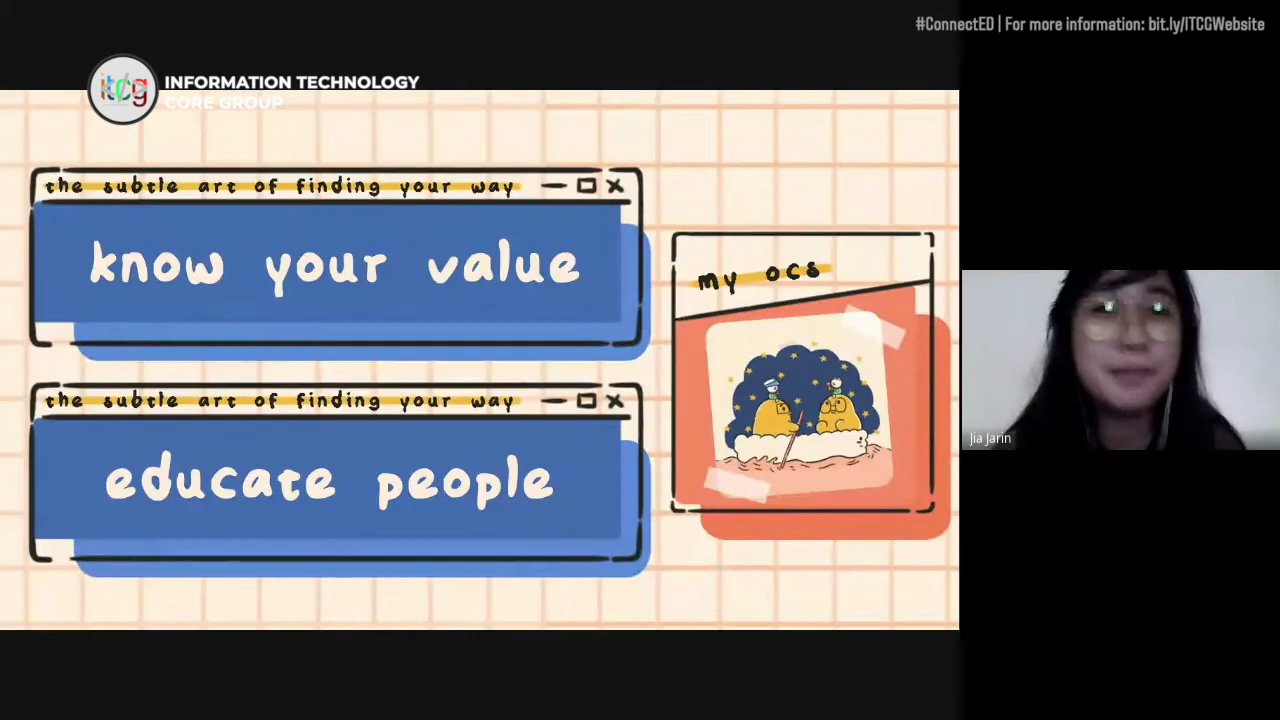 #ConnectED | For more information: bit.ly/ITCGWebsite
itcg
INFORMATION TECHNOLOGY
CORE GROUP
the subtle art of finding your way
know your value
my ocs
the subtle art of finding your way
educate people
Jia Jarin